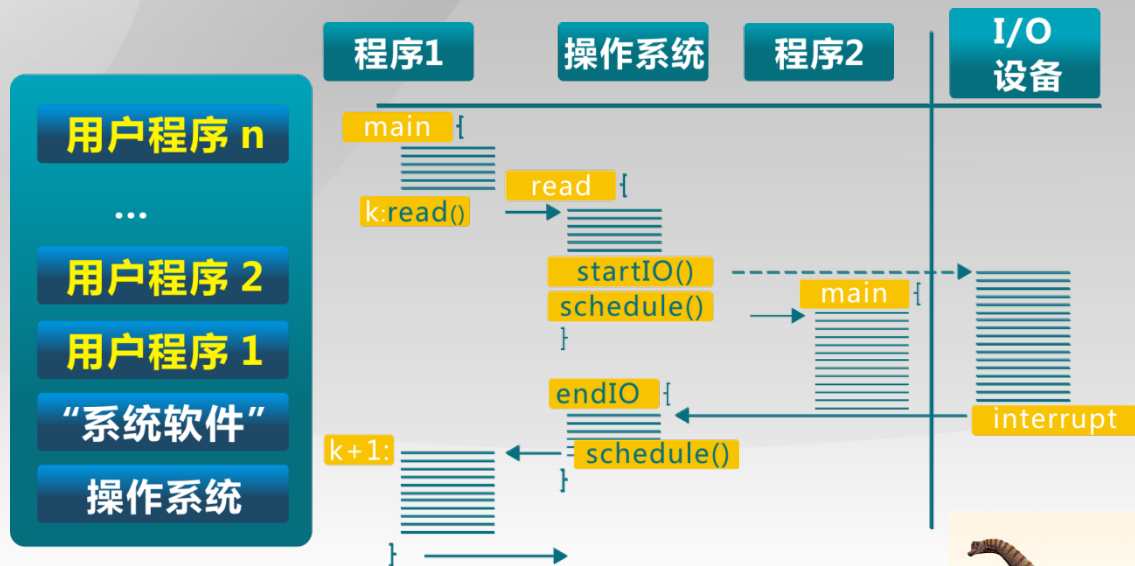 程序1
操作系统
程序2
I/O
设备
用户程序 n
...
用户程序 2
用户程序 1
“系统软件”
操作系统
main {
k:read()
read {
startIO()
schedule()
}
main {
endIO {
interrupt
schedule()
}
k+1:
}